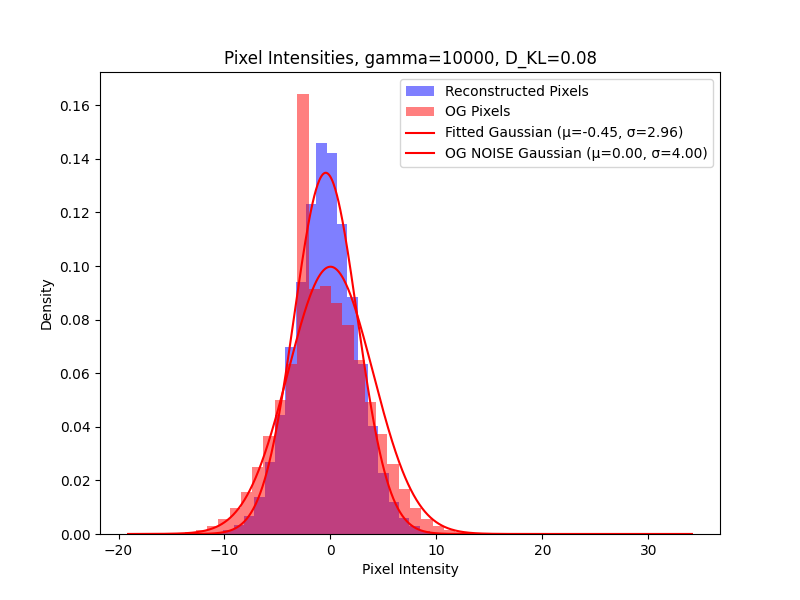 Pixel Intensities, gamma=10000, D_KL=0.08
Reconstructed Pixels
OG Pixels
Fitted Gaussian (μ=-0.45, σ=2.96)
OG NOISE Gaussian (μ=0.00, σ=4.00)
Density
0.16
0.14
0.12
0.10
0.08
0.06
0.04
0.02
0.00
−20
−10
0
10
20
30
Pixel Intensity